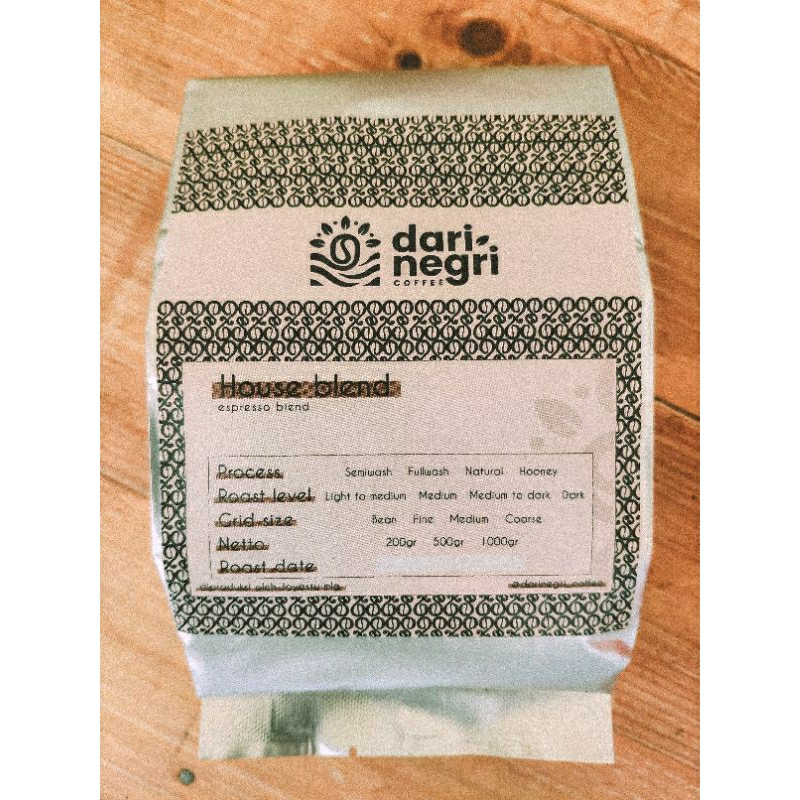 dari
negri
COFFEE
House blend
espresso blend
Process Semiwash Fullwash Natural Hooney
Roast level Light to medium Medium Medium to dark Dark
Grid size Bean Fine Medium Coarse
Netto 200gr 500gr 1000gr
Roast date
@darinegri_coffee